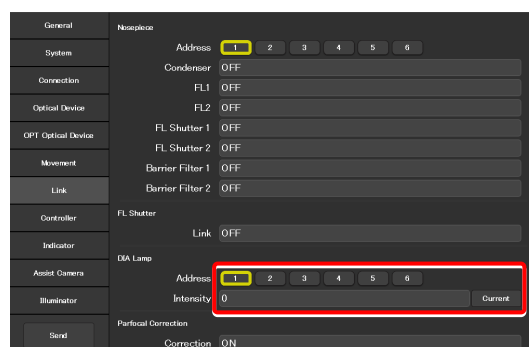 General
System
Connection
Optical Device
OPT Optical Device
Movement
Link
Controller
Indicator
Assist Camera
Illuminator
Send
Nosepiece
Address 1 2 3 4 5 6
Condenser OFF
FL1 OFF
FL2 OFF
FL Shutter 1 OFF
FL Shutter 2 OFF
Barrier Filter 1 OFF
Barrier Filter 2 OFF
FL Shutter
Link OFF
DIA Lamp
Address 1 2 3 4 5 6
Intensity 0 Current
Parfocal Correction
Correction ON